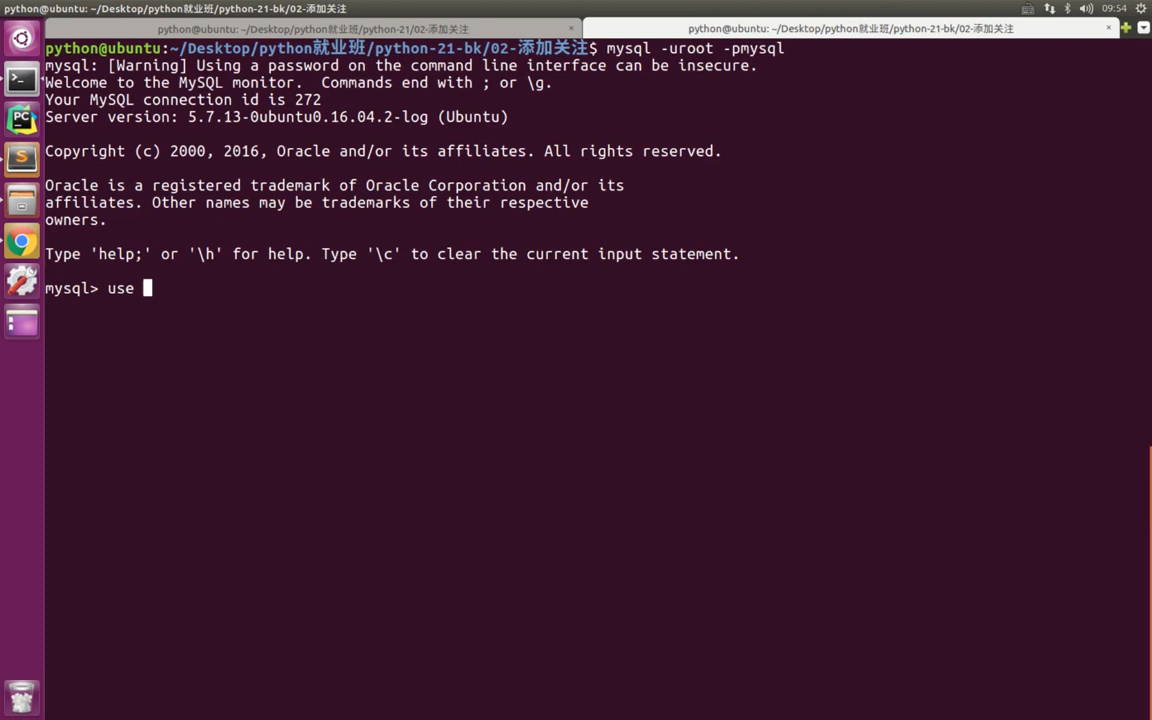 python@ubuntu: ~/Desktop/python就业班/python-21-bk/02-添加关注
09:54
python@ubuntu: ~/Desktop/python就业班/python-21/02-添加关注 ×
python@ubuntu: ~/Desktop/python就业班/python-21-bk/02-添加关注 ×
python@ubuntu:~/Desktop/python就业班/python-21-bk/02-添加关注$ mysql -uroot -pmysql
mysql: [Warning] Using a password on the command line interface can be insecure.
Welcome to the MySQL monitor.  Commands end with ; or \g.
Your MySQL connection id is 272
Server version: 5.7.13-0ubuntu0.16.04.2-log (Ubuntu)
Copyright (c) 2000, 2016, Oracle and/or its affiliates. All rights reserved.
Oracle is a registered trademark of Oracle Corporation and/or its
affiliates. Other names may be trademarks of their respective
owners.
Type 'help;' or '\h' for help. Type '\c' to clear the current input statement.
mysql> use
PC
S